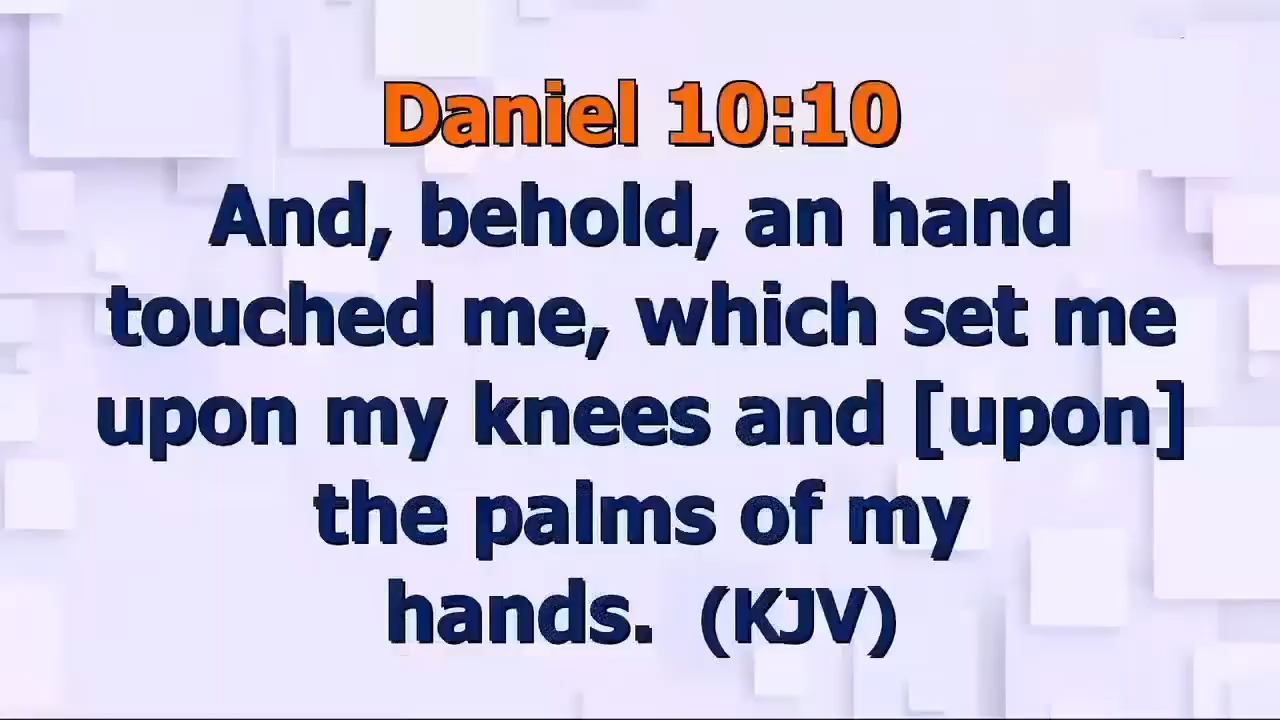 Daniel 10:10
And, behold, an hand
touched me, which set me
upon my knees and [upon]
the palms of my
hands. (KJV)